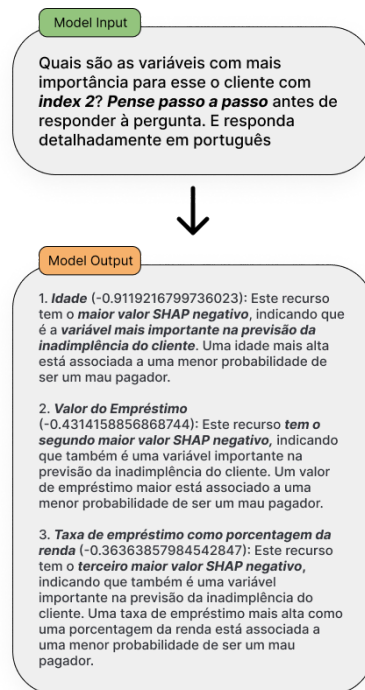 Model Input
Quais são as variáveis com mais
importância para esse o cliente com
index 2? Pense passo a passo antes de
responder à pergunta. E responda
detalhadamente em português
Model Output
1. Idade (-0.9119216799736023): Este recurso
tem o maior valor SHAP negativo, indicando que
é a variável mais importante na previsão da
inadimplência do cliente. Uma idade mais alta
está associada a uma menor probabilidade de
ser um mau pagador.
2. Valor do Empréstimo
(-0.4314158856868744): Este recurso tem o
segundo maior valor SHAP negativo, indicando
que também é uma variável importante na
previsão da inadimplência do cliente. Um valor
de empréstimo maior está associado a uma
menor probabilidade de ser um mau pagador.
3. Taxa de empréstimo como porcentagem da
renda (-0.36363857984542847): Este recurso
tem o terceiro maior valor SHAP negativo,
indicando que também é uma variável
importante na previsão da inadimplência do
cliente. Uma taxa de empréstimo mais alta como
uma porcentagem da renda está associada a
uma menor probabilidade de ser um mau
pagador.